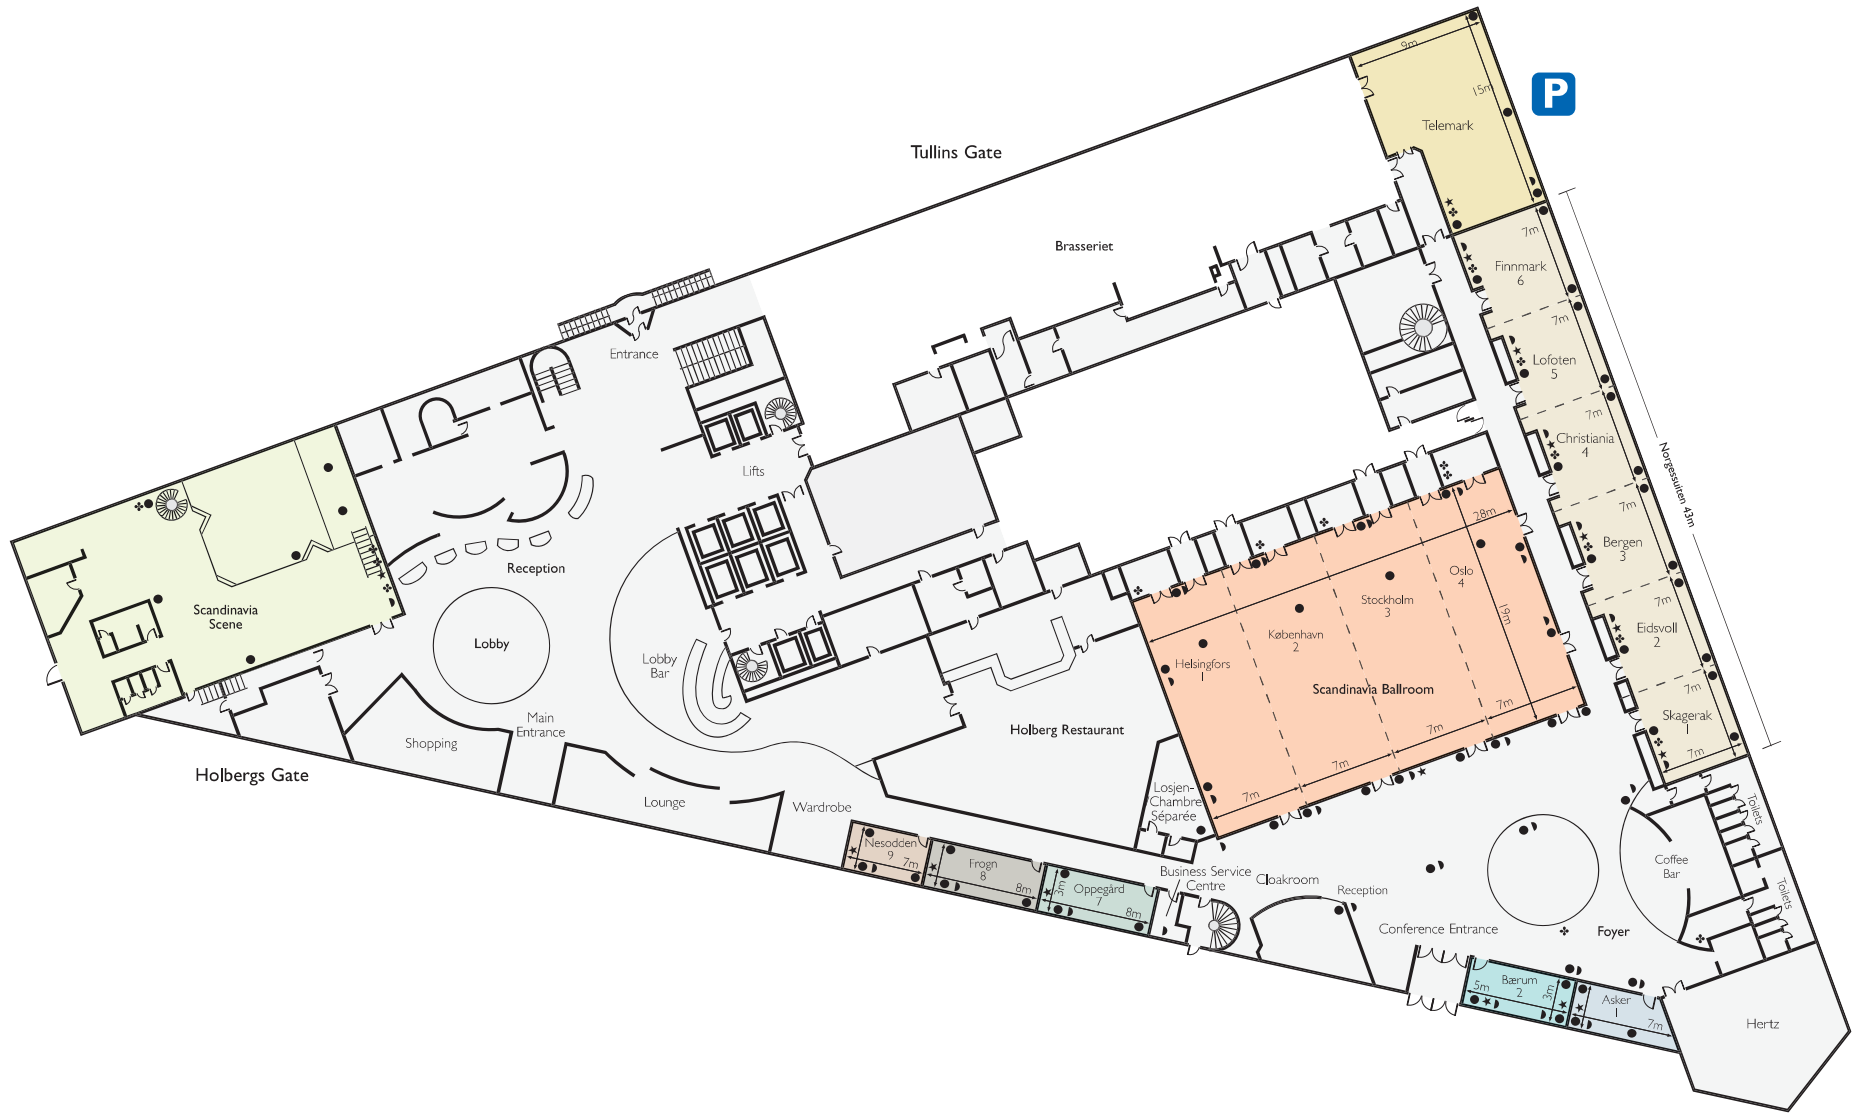 9m
15m
P
Telemark
Tullins Gate
7m
Finnmark
6
Brasseriet
7m
Lofoten
5
Entrance
7m
Christiania
4
Norgessuiten 43m
Lifts
7m
Bergen
3
28m
Oslo
4
Stockholm
3
København
2
Helsingfors
1
19m
Scandinavia Ballroom
7m
7m
7m
7m
Reception
Scandinavia
Scene
Lobby
Lobby
Bar
7m
Eidsvoll
2
7m
Skagerak
1
7m
Main
Entrance
Shopping
Holberg Restaurant
Holbergs Gate
Lounge
Wardrobe
Losjen-
Chambre
Séparée
Toilets
Nesodden
9
7m
Frogn
8
8m
Oppegård
7
3m
8m
Business Service
Centre
Cloakroom
Reception
Coffee
Bar
Toilets
Conference Entrance
Foyer
Bærum
2
5m
3m
Asker
1
7m
Hertz